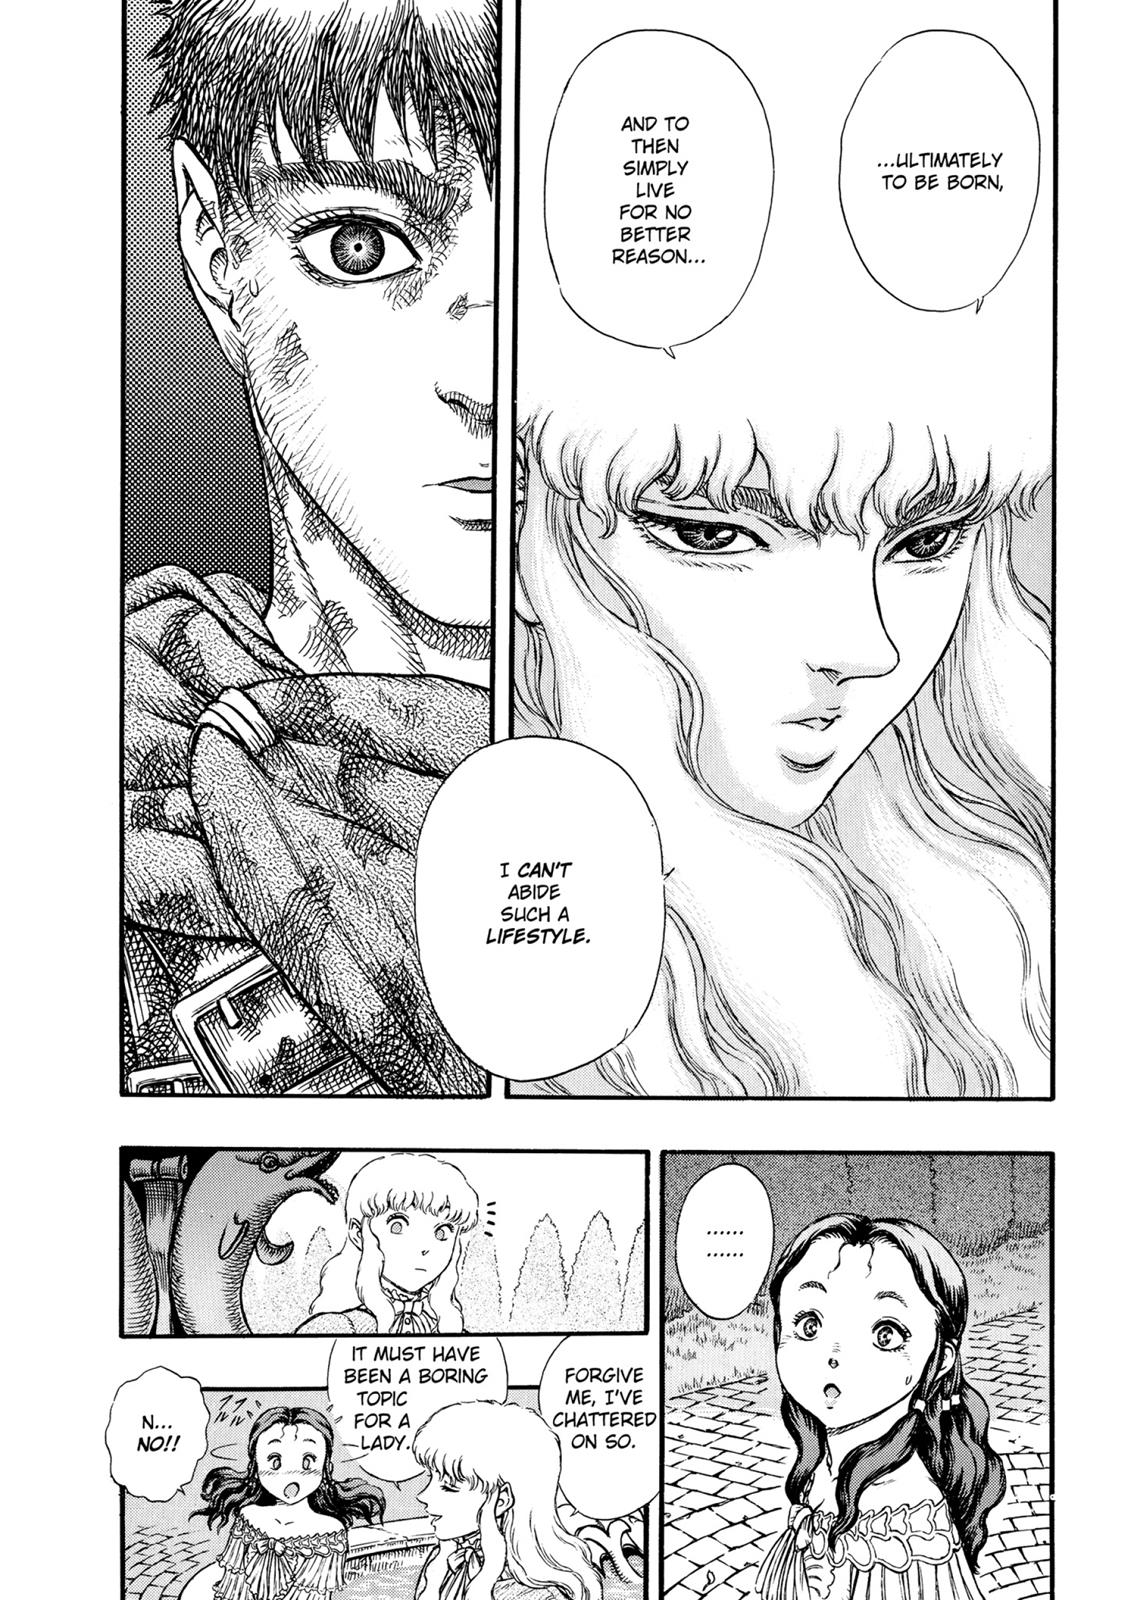 ...ULTIMATELY
TO BE BORN,
AND TO
THEN
SIMPLY
LIVE
FOR NO
BETTER
REASON...
I CAN'T
ABIDE
SUCH A
LIFESTYLE.
......
......
FORGIVE
ME, I'VE
CHATTERED
ON SO.
IT MUST HAVE
BEEN A BORING
TOPIC
FOR A
LADY.
N...
NO!!